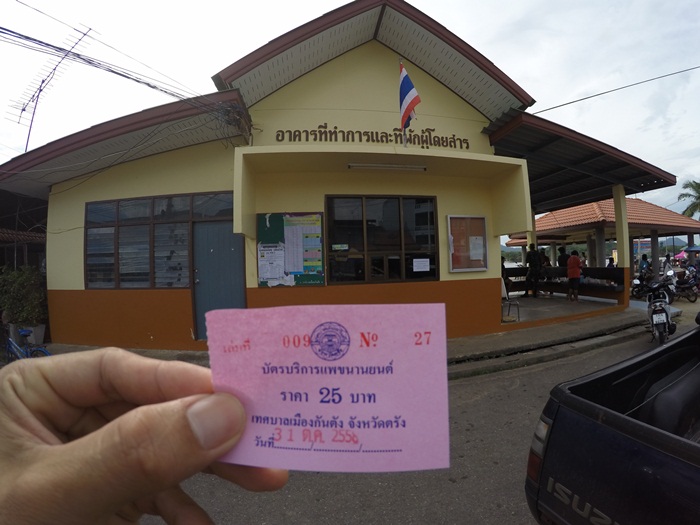 อาคารที่ทำการและที่พักผู้โดยสาร
เล่มที่ 009 No 27
บัตรบริการแพขนานยนต์
ราคา 25 บาท
เทศบาลเมืองกันตัง จังหวัดตรัง
วันที่ 31 ต.ค. 2556
ISUZ